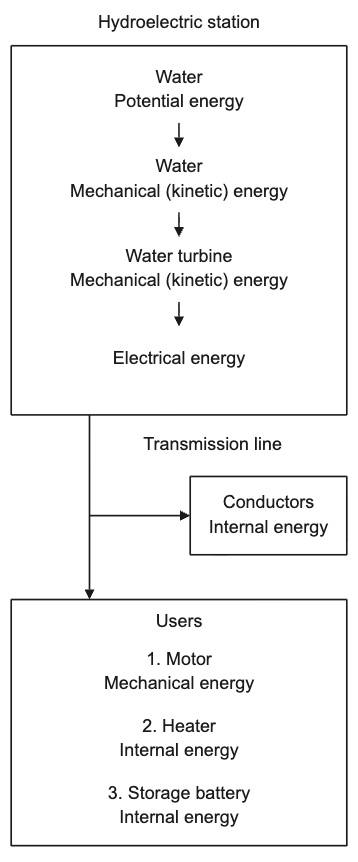 Hydroelectric station
Water
Potential energy
Water
Mechanical (kinetic) energy
Water turbine
Mechanical (kinetic) energy
Electrical energy
Transmission line
Conductors
Internal energy
Users
1. Motor
Mechanical energy
2. Heater
Internal energy
3. Storage battery
Internal energy